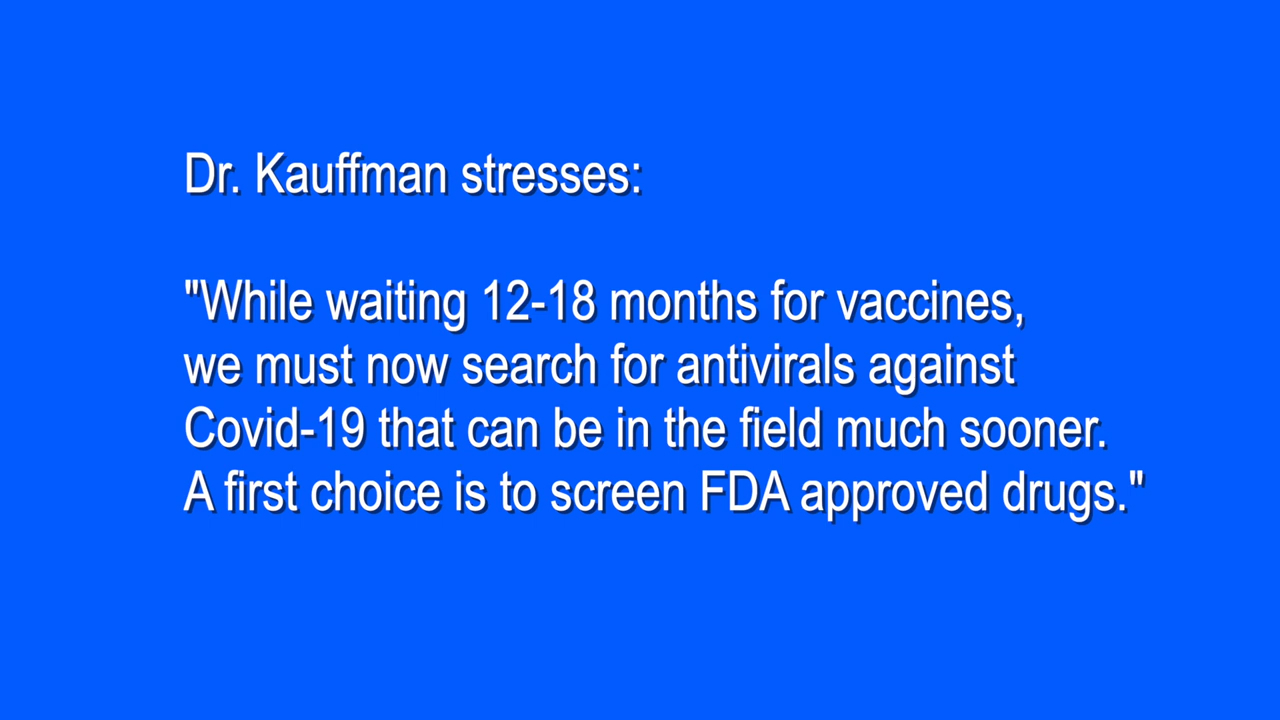 Dr. Kauffman stresses:
"While waiting 12-18 months for vaccines,
we must now search for antivirals against
Covid-19 that can be in the field much sooner.
A first choice is to screen FDA approved drugs."